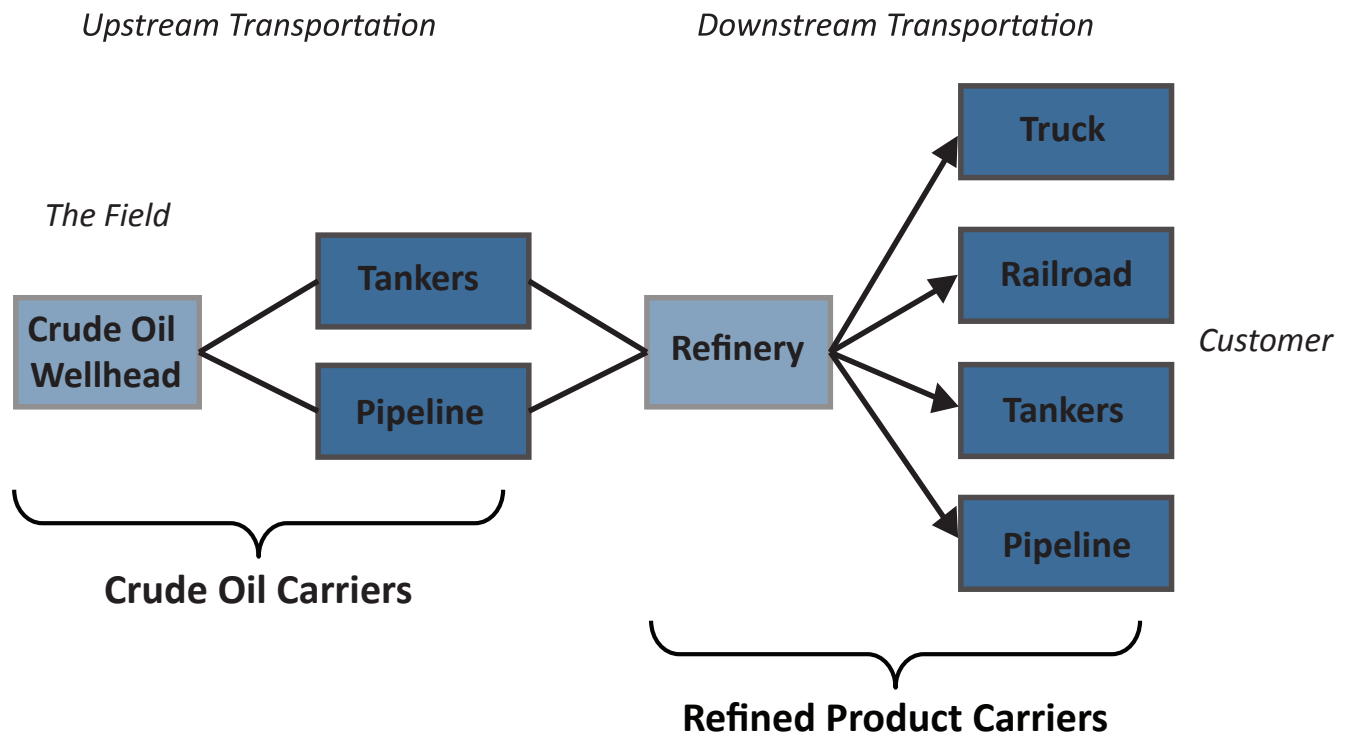 Upstream Transportation
Downstream Transportation
Truck
The Field
Railroad
Tankers
Crude Oil
Wellhead
Refinery
Customer
Pipeline
Tankers
Pipeline
Crude Oil Carriers
Refined Product Carriers